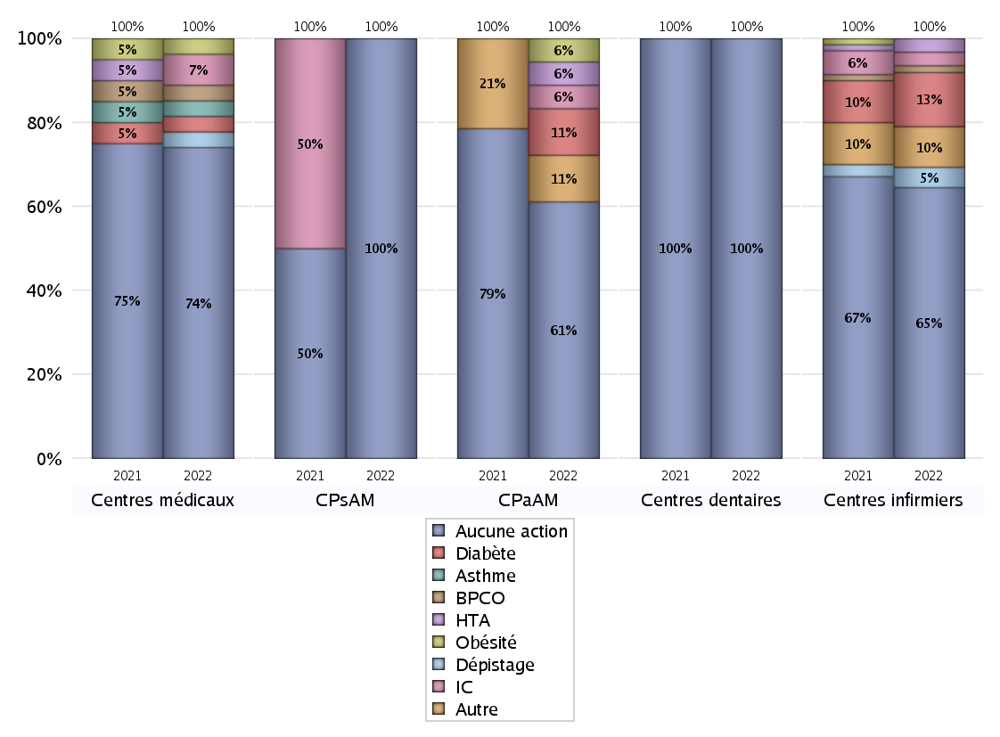 100% 100% 100% 100% 100% 100% 100% 100% 100% 100%
100%
5%
5% 7% 50% 21% 6% 6%
5% 6%
5% 6% 10% 13%
80%
5% 11% 10% 10%
11% 5%
60%
100% 100% 100%
40%
75% 74% 79% 61% 67% 65%
50%
20%
0%
2021 2022 2021 2022 2021 2022 2021 2022 2021 2022
Centres médicaux CPsAM CPaAM Centres dentaires Centres infirmiers
Aucune action
Diabète
Asthme
BPCO
HTA
Obésité
Dépistage
IC
Autre